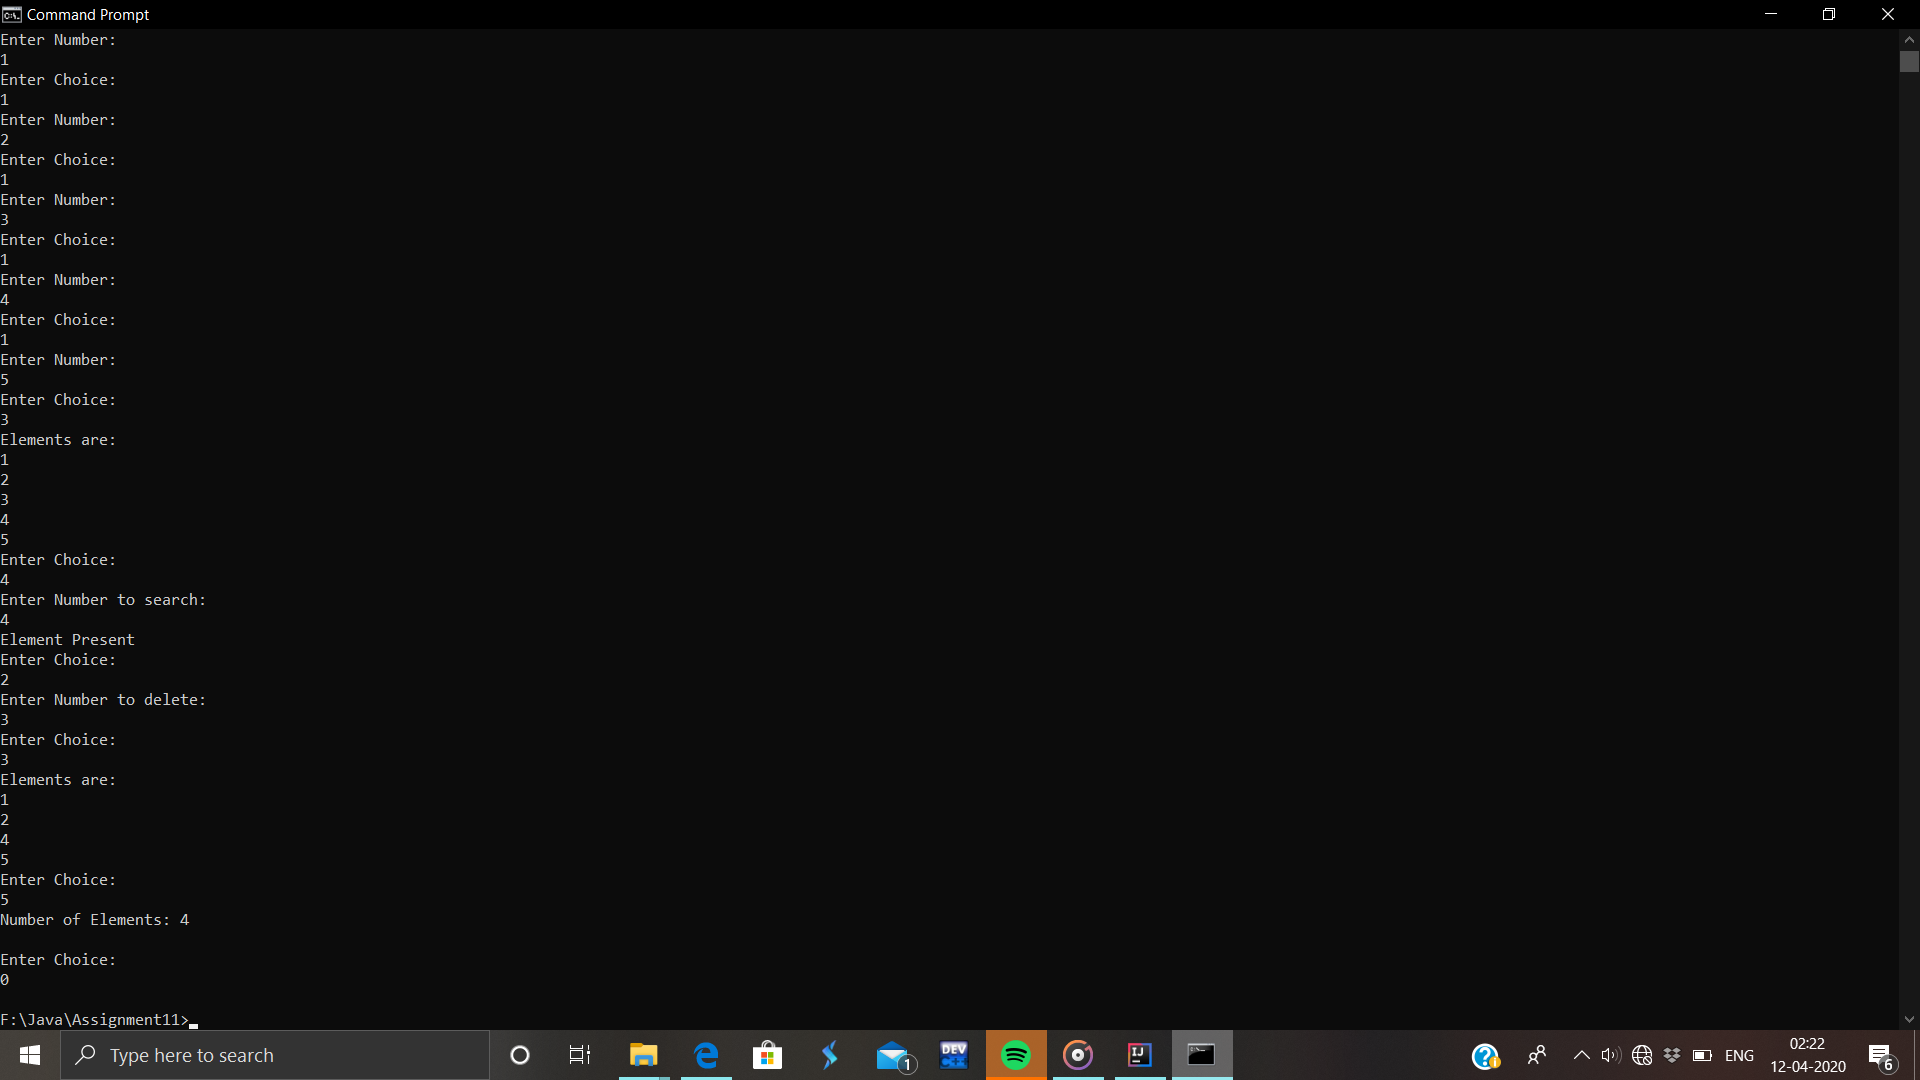 Command Prompt
Enter Number:
1
Enter Choice:
1
Enter Number:
2
Enter Choice:
1
Enter Number:
3
Enter Choice:
1
Enter Number:
4
Enter Choice:
1
Enter Number:
5
Enter Choice:
3
Elements are:
1
2
3
4
5
Enter Choice:
4
Enter Number to search:
4
Element Present
Enter Choice:
2
Enter Number to delete:
3
Enter Choice:
3
Elements are:
1
2
4
5
Enter Choice:
5
Number of Elements: 4
Enter Choice:
0
F:\Java\Assignment11>
Type here to search
1
DEV
C++
IJ
ENG
02:22
12-04-2020
6